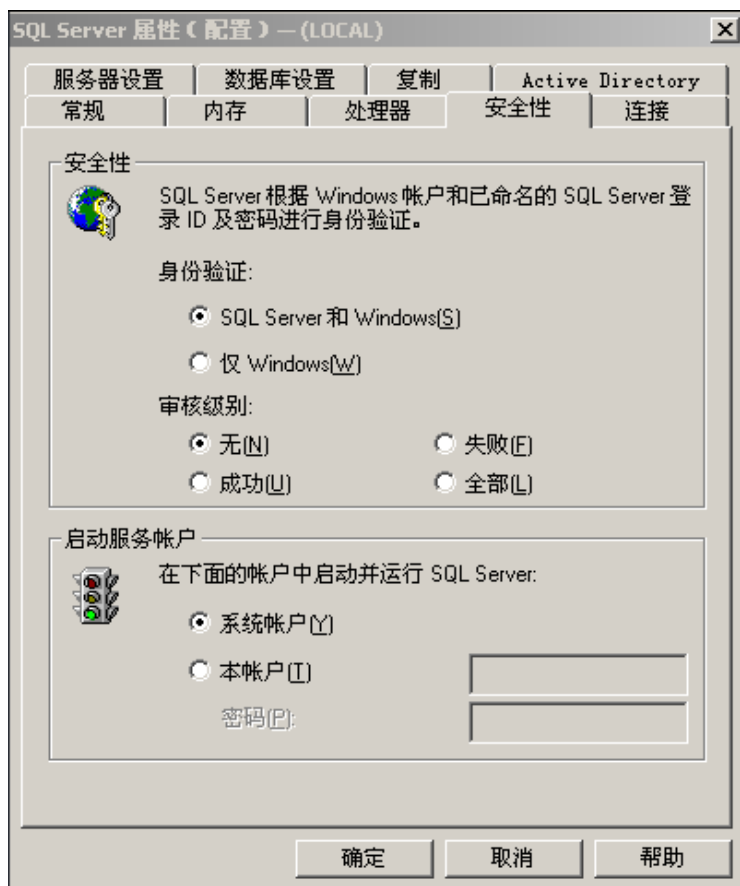 SQL Server 属性（配置）—(LOCAL)
服务器设置 数据库设置 复制 Active Directory
常规 内存 处理器 安全性 连接
安全性
SQL Server 根据 Windows 帐户和已命名的 SQL Server 登
录 ID 及密码进行身份验证。
身份验证:
SQL Server 和 Windows(S)
仅 Windows(W)
审核级别:
无(N) 失败(F)
成功(U) 全部(L)
启动服务帐户
在下面的帐户中启动并运行 SQL Server:
系统帐户(Y)
本帐户(T)
密码(P):
确定 取消 帮助